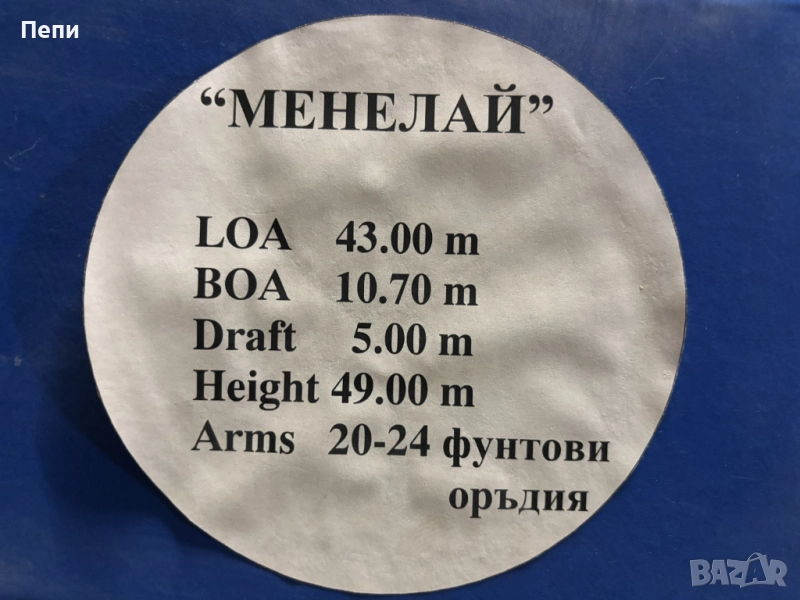 Пепи
“МЕНЕЛАЙ”
LOA 43.00 m
BOA 10.70 m
Draft 5.00 m
Height 49.00 m
Arms 20-24 фунтови
оръдия
BAZAR